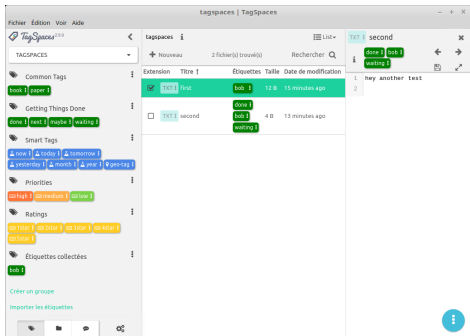 tagspaces | TagSpaces
Fichier Édition Voir Aide
TagSpaces
TAGSPACES
Common Tags
book paper
Getting Things Done
done next maybe waiting
Smart Tags
now today tomorrow
yesterday month year geo-tag
Priorities
high medium low
Ratings
Étiquettes collectées
bob
Créer un groupe
Importer les étiquettes
tagspaces List
Nouveau 2 fichier(s) trouvé(s) Rechercher
Extension Titre ↑ Étiquettes Taille Date de modification
TXT first bob 12 B 15 minutes ago
done
TXT second bob 4 B 13 minutes ago
waiting
TXT second
done bob
waiting
1 hey another test
2